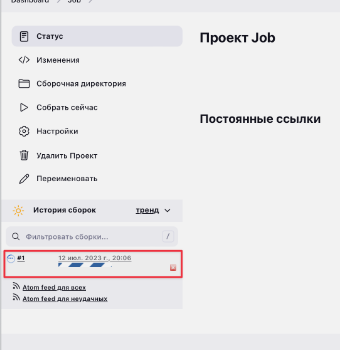 Dashboard > Job >
Статус
Проект Job
Изменения
Сборочная директория
Собрать сейчас
Постоянные ссылки
Настройки
Удалить Проект
Переименовать
История сборок тренд
Фильтровать сборки... /
#1 12 июл. 2023 г., 20:06
Atom feed для всех
Atom feed для неудачных